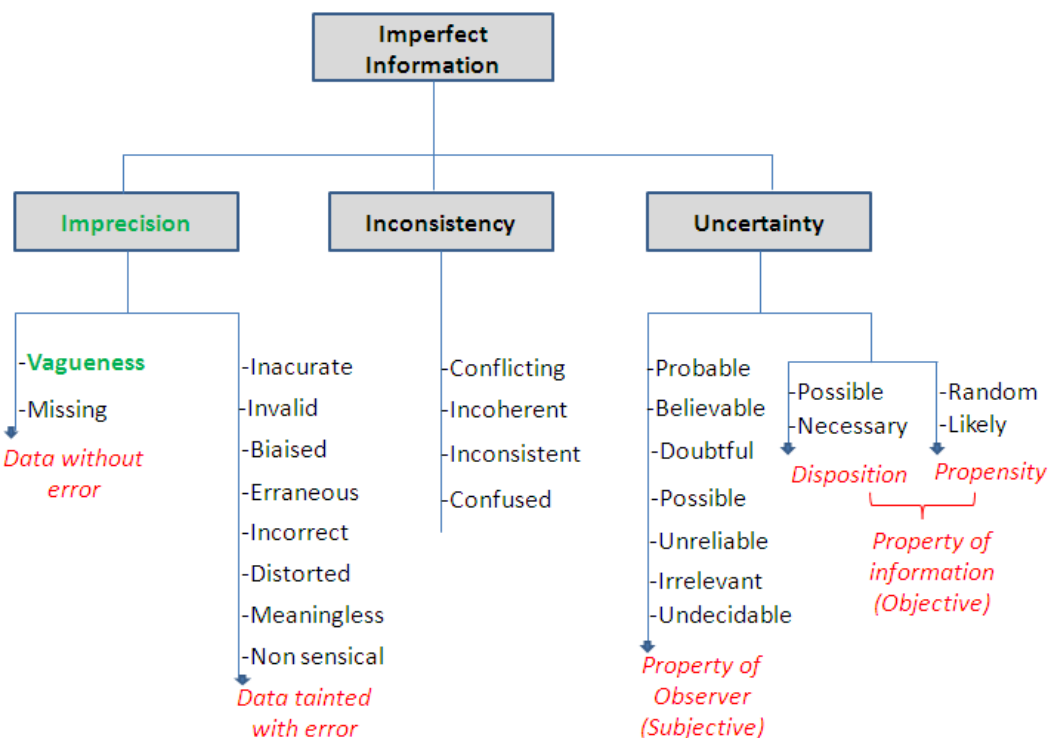 Imperfect
Information
Imprecision
Inconsistency
Uncertainty
-Vagueness
-Missing
Data without
error
-Inacurate
-Invalid
-Biaised
-Erraneous
-Incorrect
-Distorted
-Meaningless
-Non sensical
Data tainted
with error
-Conflicting
-Incoherent
-Inconsistent
-Confused
-Probable
-Believable
-Doubtful
-Possible
-Unreliable
-Irrelevant
-Undecidable
Property of
Observer
(Subjective)
-Possible
-Necessary
Disposition
-Random
-Likely
Propensity
Property of
information
(Objective)